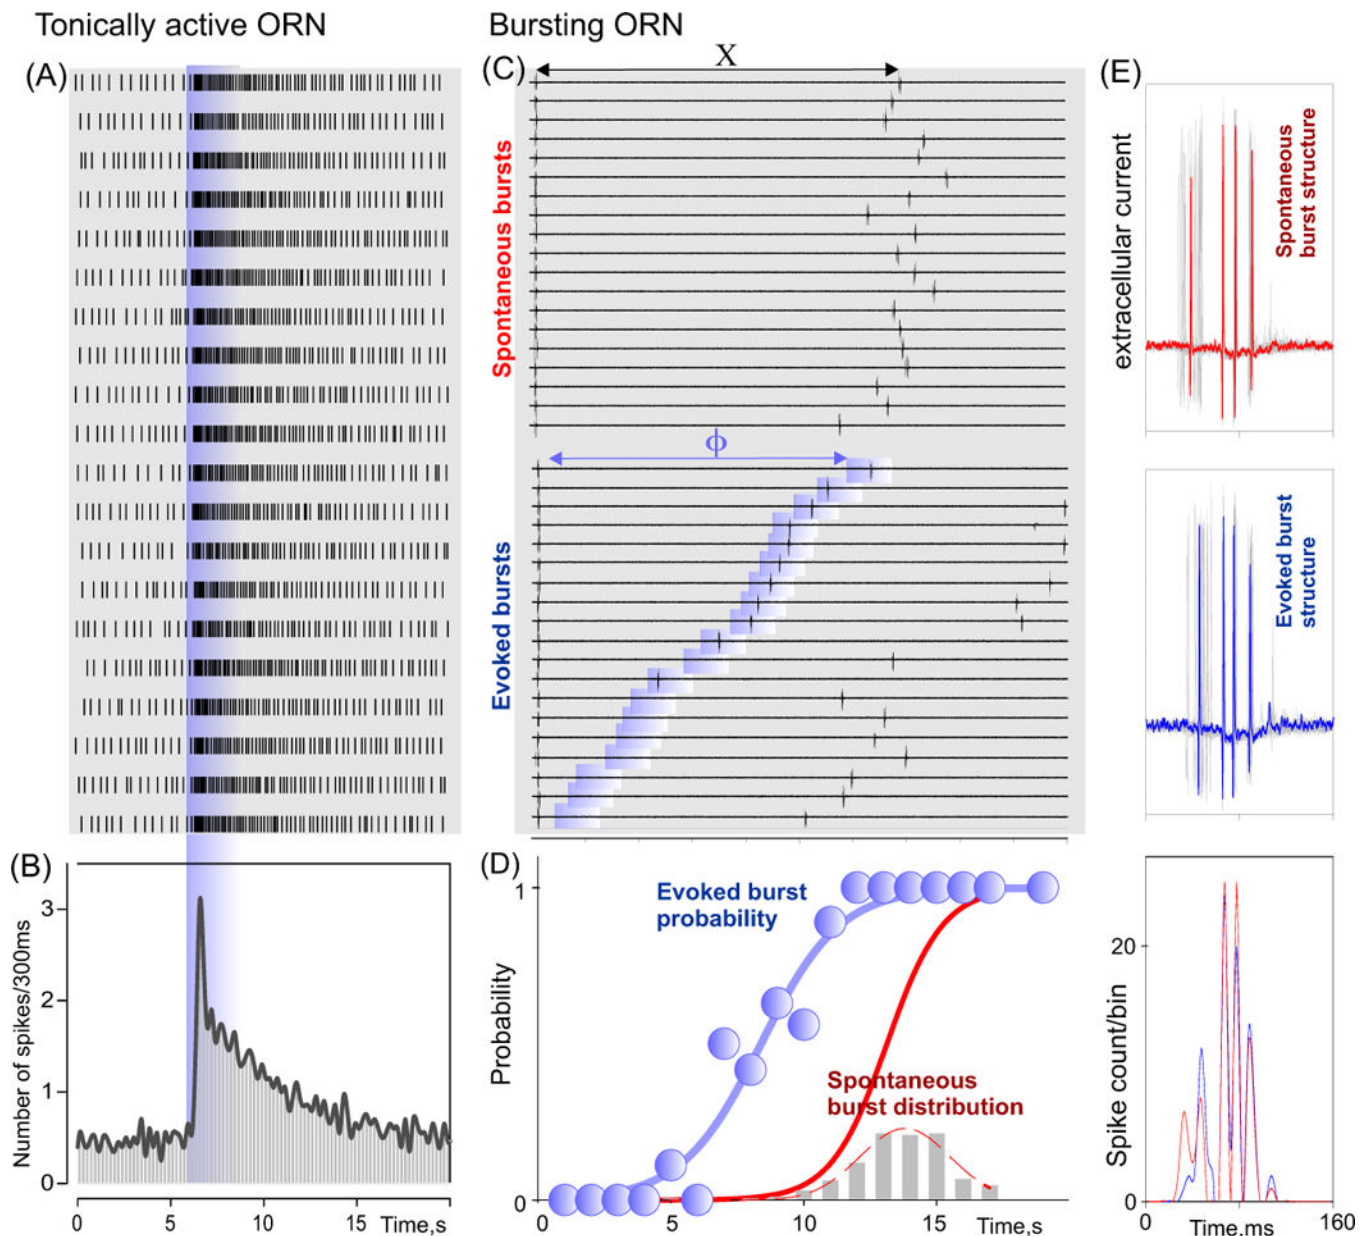 Tonically active ORN
Bursting ORN
(A)
(C)
X
(E)
Spontaneous bursts
extracellular current
Spontaneous
burst structure
ϕ
Evoked bursts
Evoked burst
structure
(B)
Number of spikes/300ms
3
2
1
0
0
5
10
15
Time,s
(D)
Probability
1
0
Evoked burst
probability
Spontaneous
burst distribution
0
5
10
15
Time,s
Spike count/bin
20
0
0
Time,ms
160